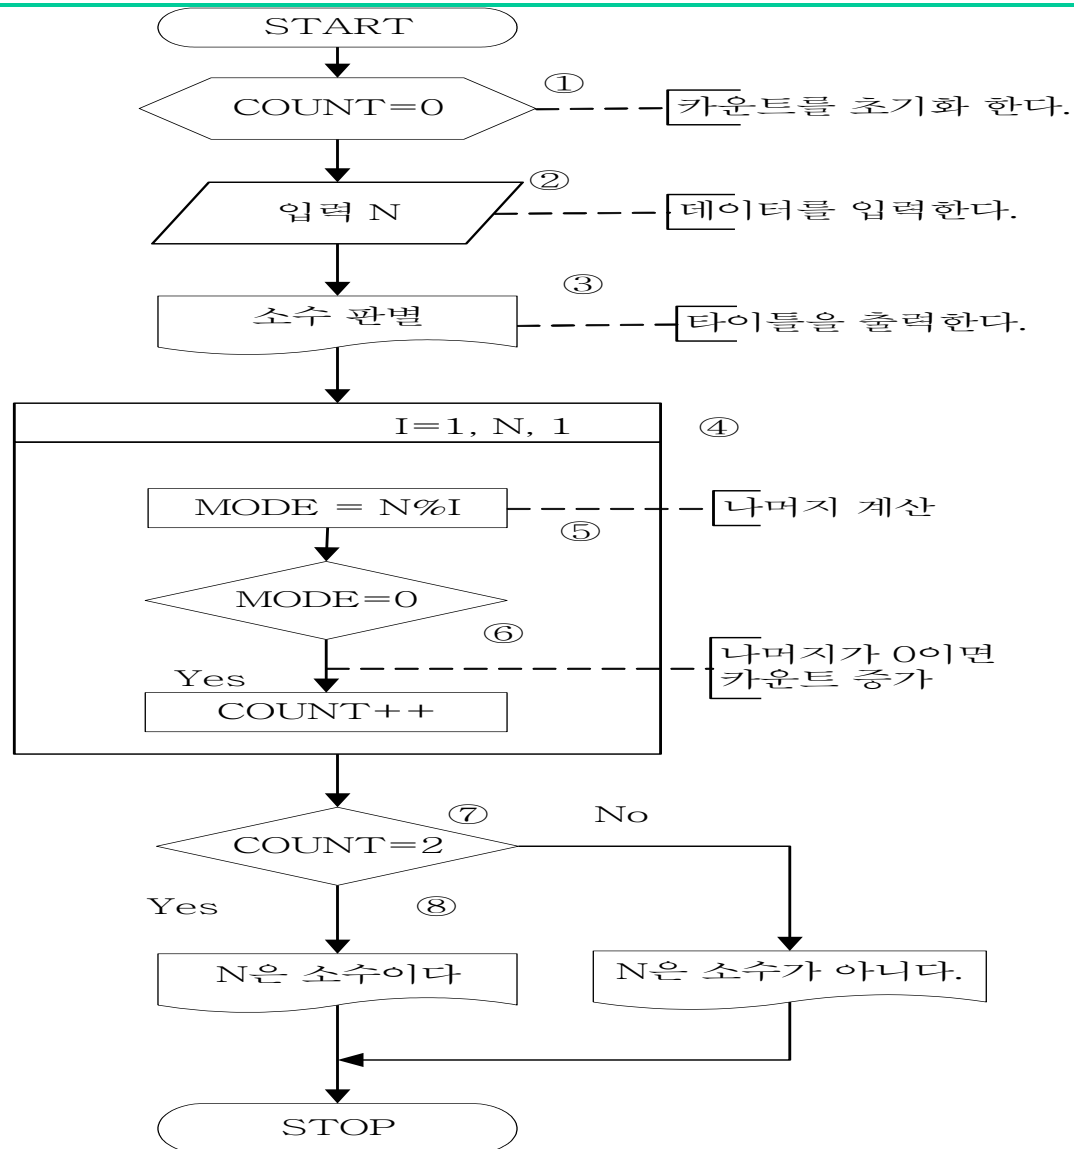 START
①
COUNT=0
카운트를 초기화 한다.
②
입력 N
데이터를 입력한다.
③
소수 판별
타이틀을 출력한다.
I=1, N, 1
④
MODE = N%I
나머지 계산
⑤
MODE=0
⑥
나머지가 0이면
카운트 증가
Yes
COUNT++
⑦
No
COUNT=2
Yes
⑧
N은 소수이다
N은 소수가 아니다.
STOP